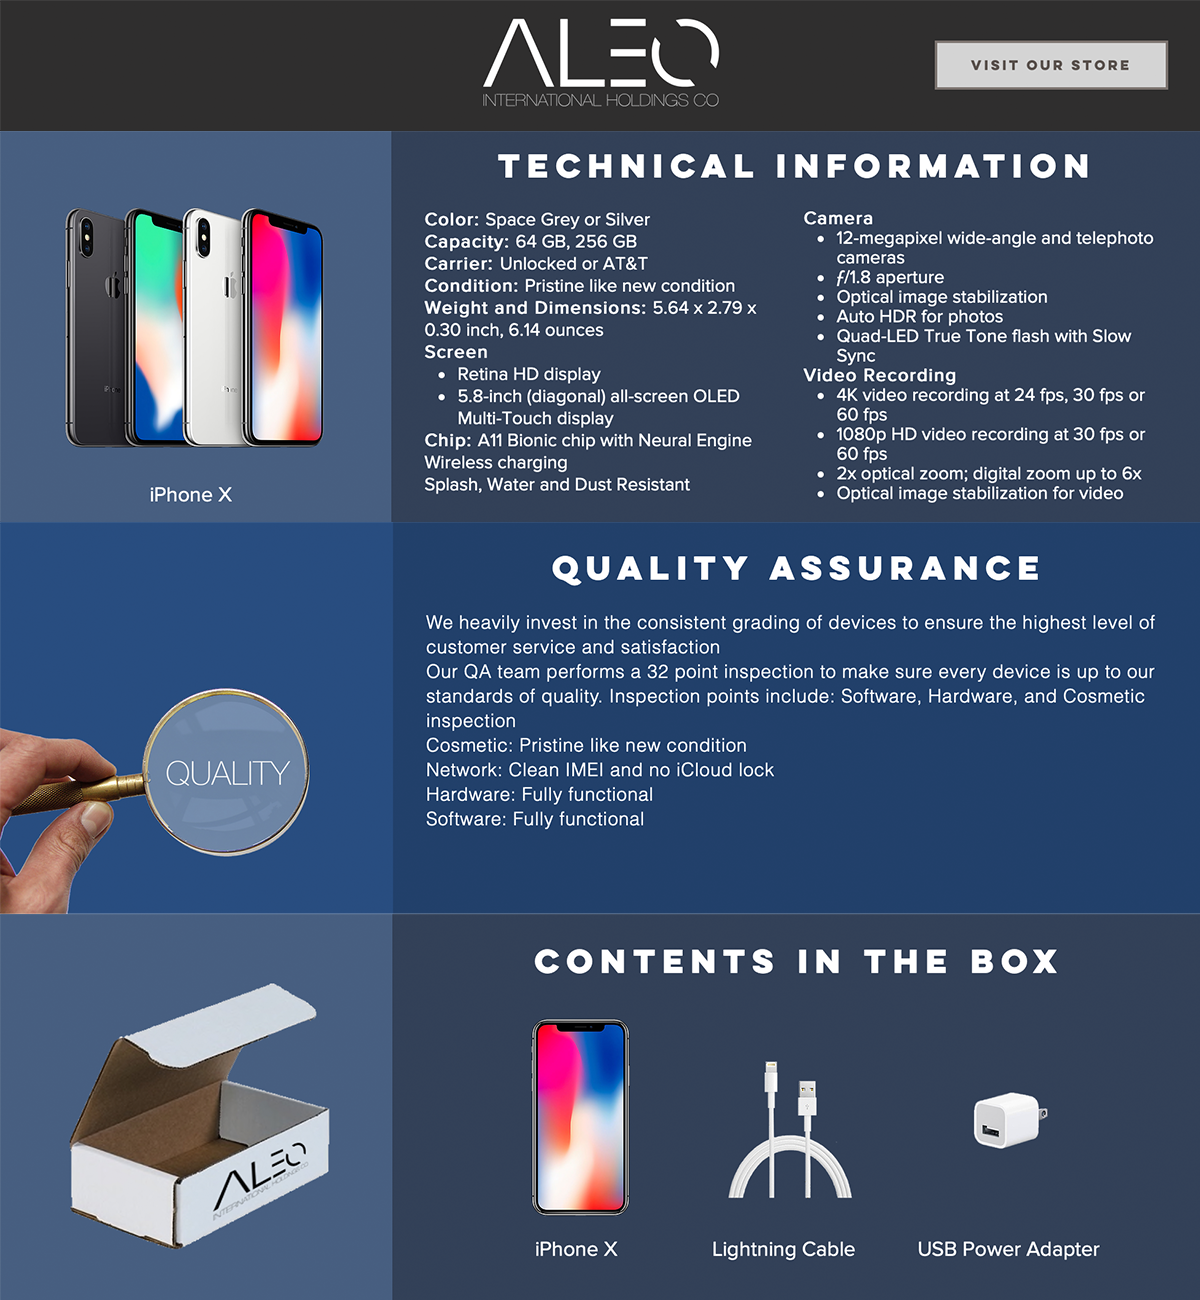 ALEO
INTERNATIONAL HOLDINGS CO
VISIT OUR STORE
TECHNICAL INFORMATION
Color: Space Grey or Silver
Capacity: 64 GB, 256 GB
Carrier: Unlocked or AT&T
Condition: Pristine like new condition
Weight and Dimensions: 5.64 x 2.79 x
0.30 inch, 6.14 ounces
Screen
• Retina HD display
• 5.8-inch (diagonal) all-screen OLED
Multi-Touch display
Chip: A11 Bionic chip with Neural Engine
Wireless charging
Splash, Water and Dust Resistant
Camera
• 12-megapixel wide-angle and telephoto
cameras
• ƒ/1.8 aperture
• Optical image stabilization
• Auto HDR for photos
• Quad-LED True Tone flash with Slow
Sync
Video Recording
• 4K video recording at 24 fps, 30 fps or
60 fps
• 1080p HD video recording at 30 fps or
60 fps
• 2x optical zoom; digital zoom up to 6x
• Optical image stabilization for video
iPhone X
QUALITY ASSURANCE
We heavily invest in the consistent grading of devices to ensure the highest level of
customer service and satisfaction
Our QA team performs a 32 point inspection to make sure every device is up to our
standards of quality. Inspection points include: Software, Hardware, and Cosmetic
inspection
Cosmetic: Pristine like new condition
Network: Clean IMEI and no iCloud lock
Hardware: Fully functional
Software: Fully functional
QUALITY
CONTENTS IN THE BOX
ALEO
INTERNATIONAL HOLDINGS CO
iPhone X
Lightning Cable
USB Power Adapter